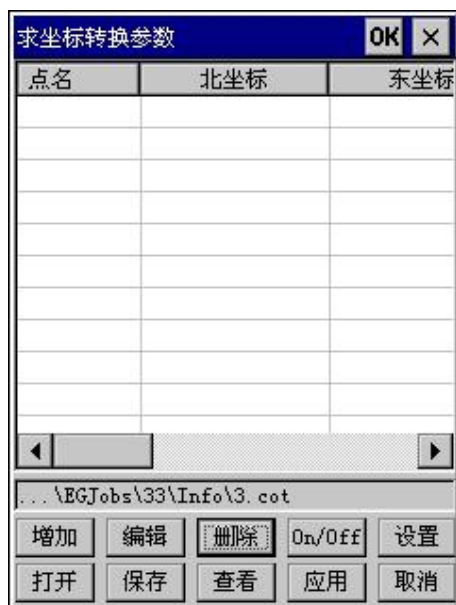 求坐标转换参数 OK ×
点名 北坐标 东坐标
...\EGJobs\33\Info\3.cot
增加 编辑 删除 On/Off 设置
打开 保存 查看 应用 取消